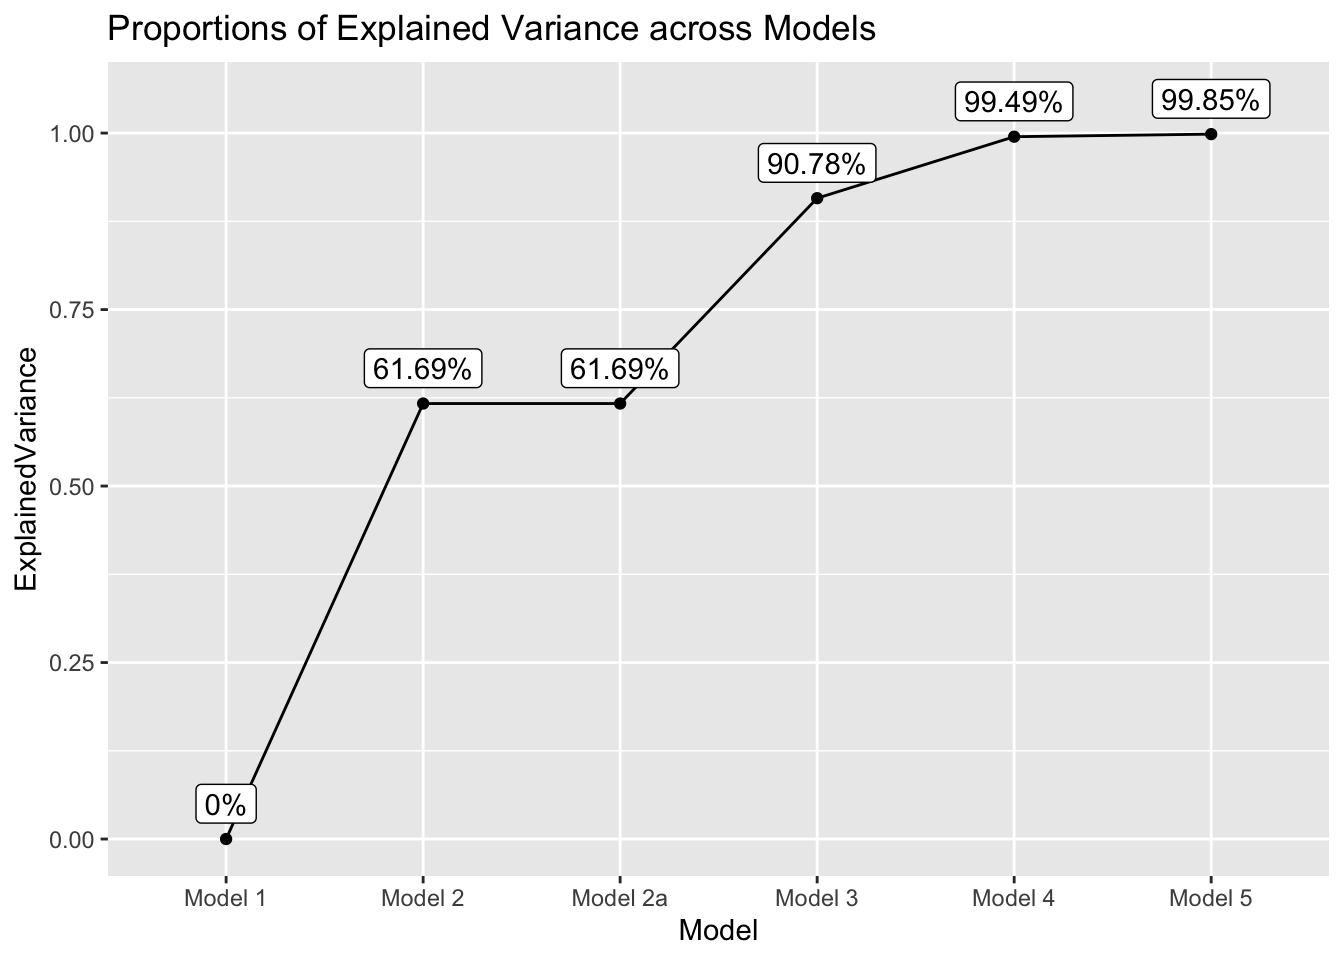 Proportions of Explained Variance across Models
99.49%
99.85%
1.00
90.78%
0.75
61.69%
61.69%
ExplainedVariance
0.50
0.25
0%
0.00
Model 1
Model 2
Model 2a
Model 3
Model 4
Model 5
Model